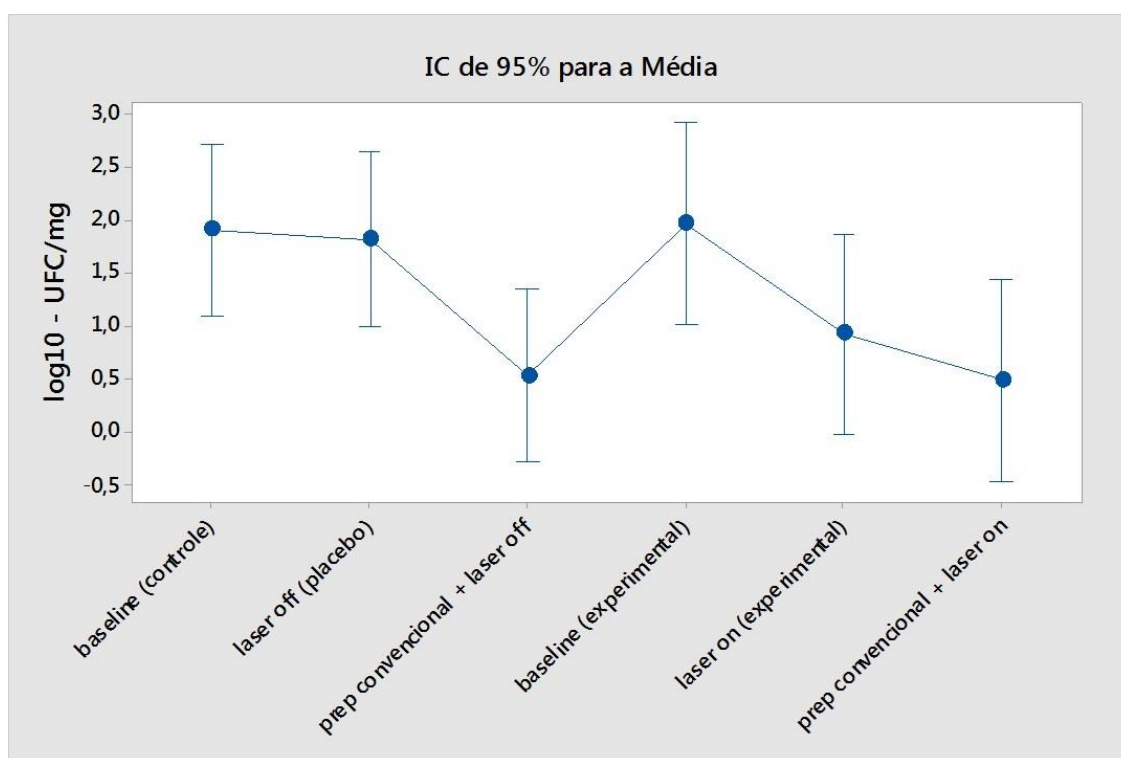 IC de 95% para a Média
log10 - UFC/mg
3,0
2,5
2,0
1,5
1,0
0,5
0,0
-0,5
baseline (controle)
laser off (placebo)
prep convencional + laser off
baseline (experimental)
laser on (experimental)
prep convencional + laser on